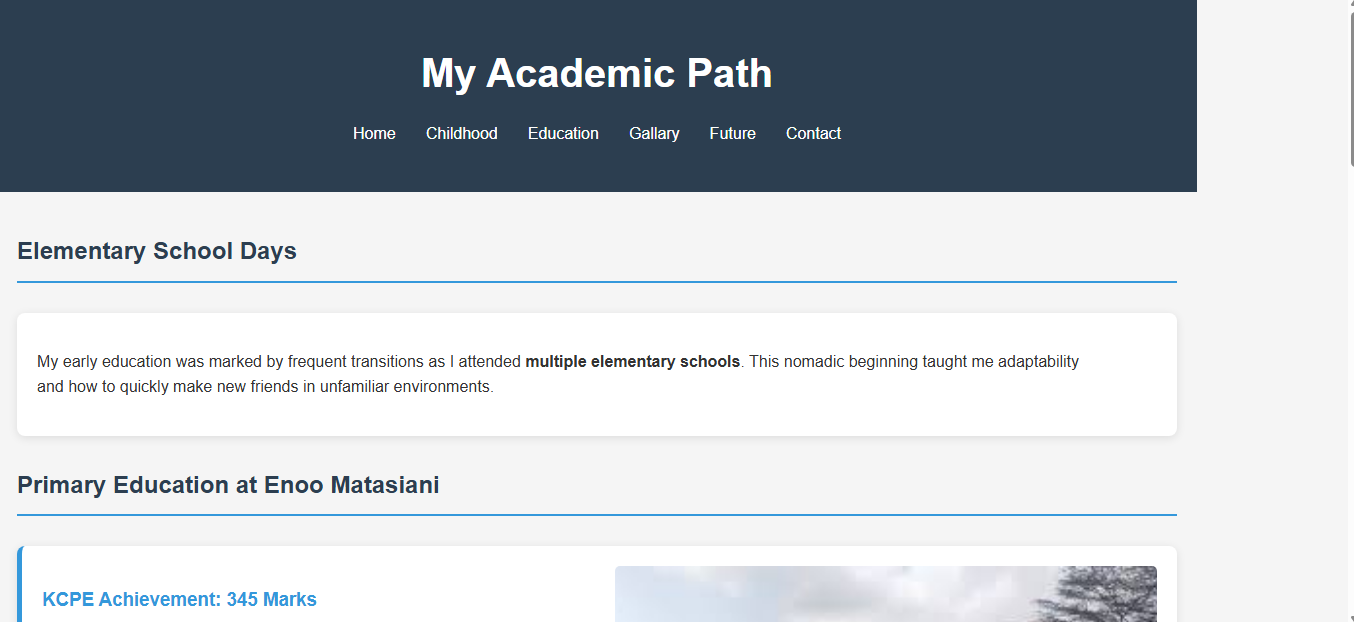 My Academic Path
Home Childhood Education Gallary Future Contact
Elementary School Days
My early education was marked by frequent transitions as I attended multiple elementary schools. This nomadic beginning taught me adaptability
and how to quickly make new friends in unfamiliar environments.
Primary Education at Enoo Matasiani
KCPE Achievement: 345 Marks